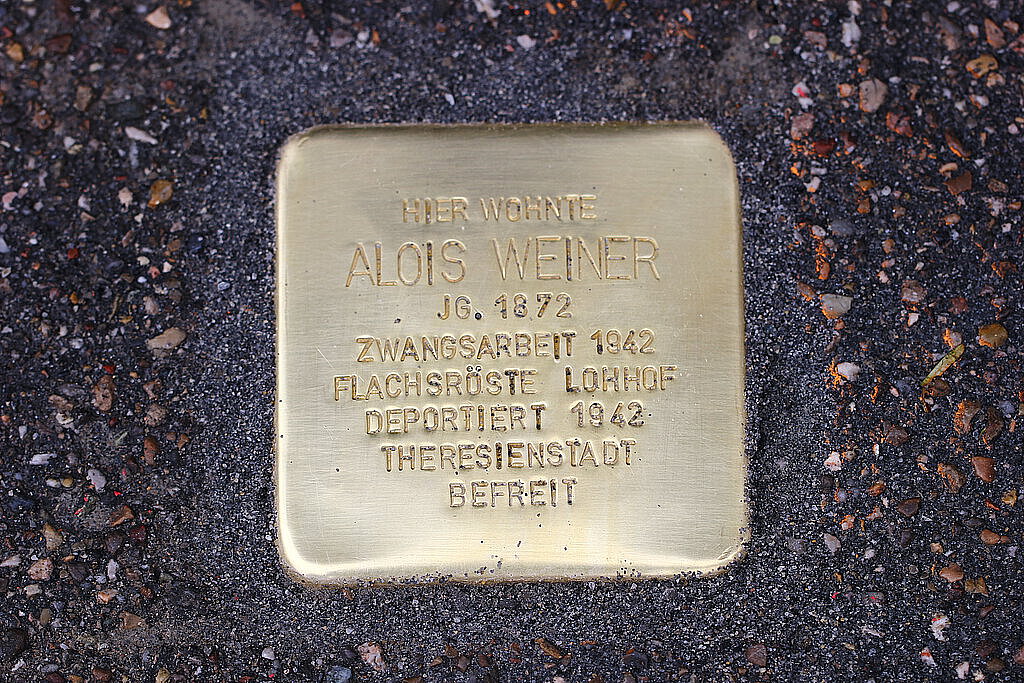 HIER WOHNTE
ALOIS WEINER
JG. 1872
ZWANGSARBEIT 1942
FLACHSRÖSTE LOHHOF
DEPORTIERT 1942
THERESIENSTADT
BEFREIT